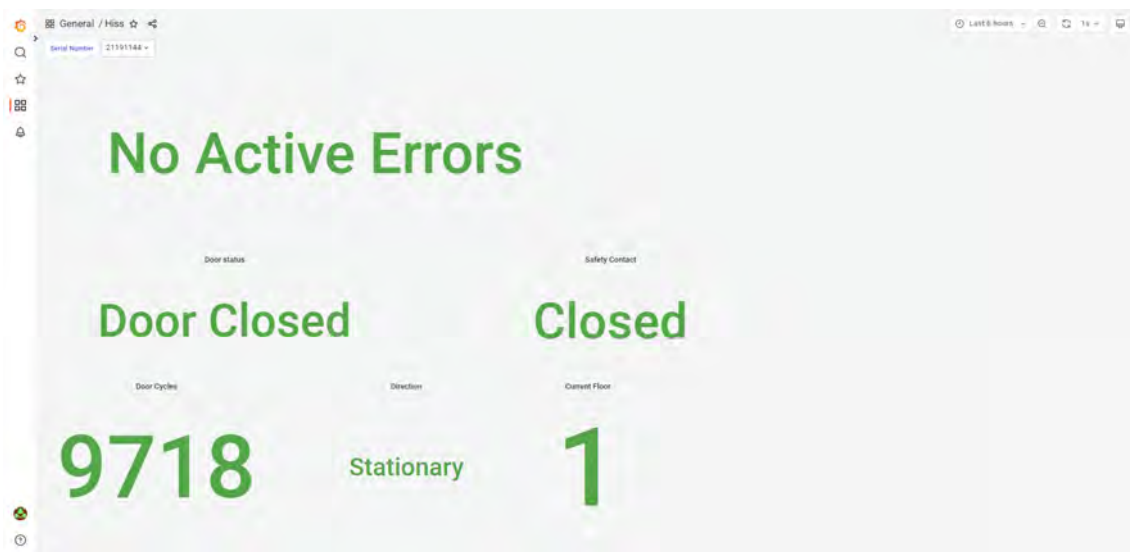 General / Hiss
Last 6 hours
1s
Serial Number
21191144
No Active Errors
Door status
Safety Contact
Door Closed
Closed
Door Cycles
Direction
Current Floor
9718
Stationary
1